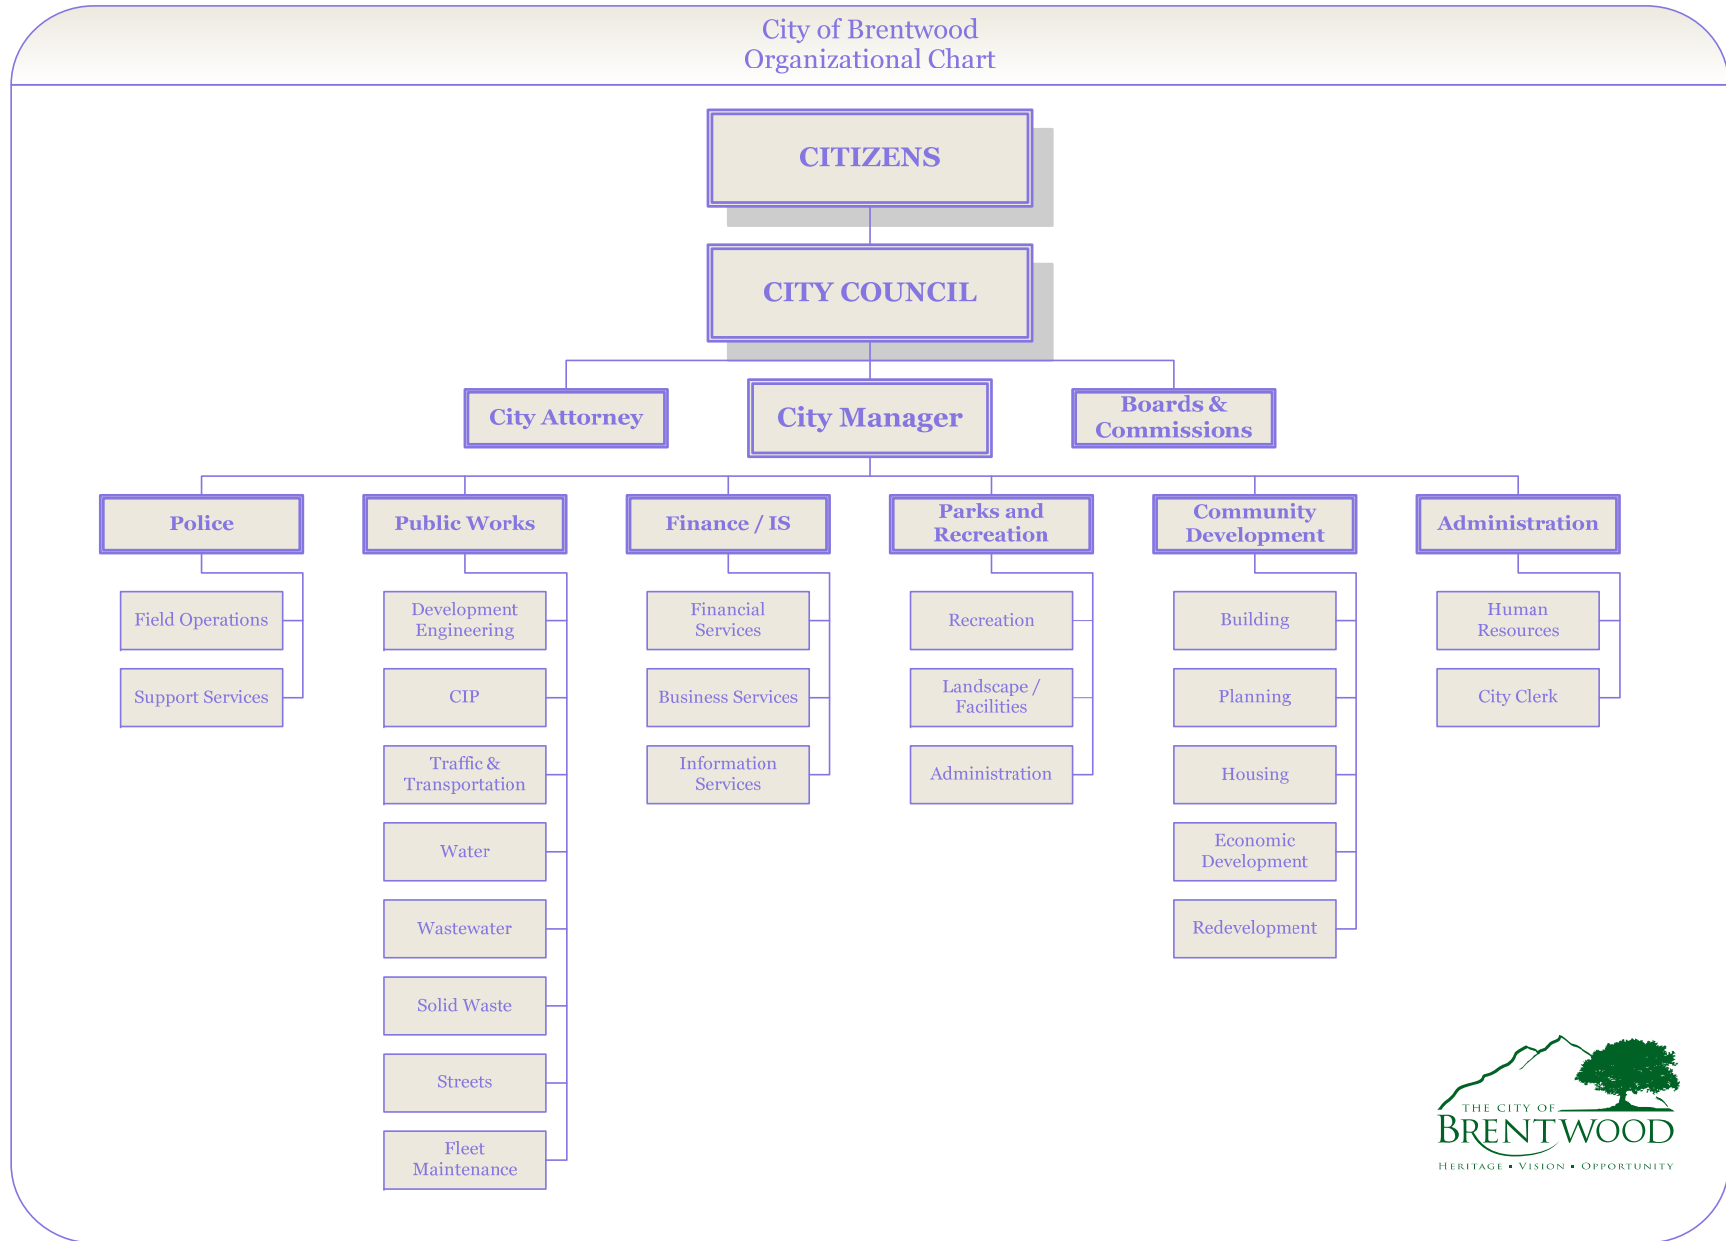 City of Brentwood
Organizational Chart
CITIZENS
CITY COUNCIL
City Attorney
City Manager
Boards &
Commissions
Police
Public Works
Finance / IS
Parks and
Recreation
Community
Development
Administration
Field Operations
Support Services
Development
Engineering
CIP
Traffic &
Transportation
Water
Wastewater
Solid Waste
Streets
Fleet
Maintenance
Financial
Services
Business Services
Information
Services
Recreation
Landscape /
Facilities
Administration
Building
Planning
Housing
Economic
Development
Redevelopment
Human
Resources
City Clerk
THE CITY OF
BRENTWOOD
HERITAGE ▪ VISION ▪ OPPORTUNITY